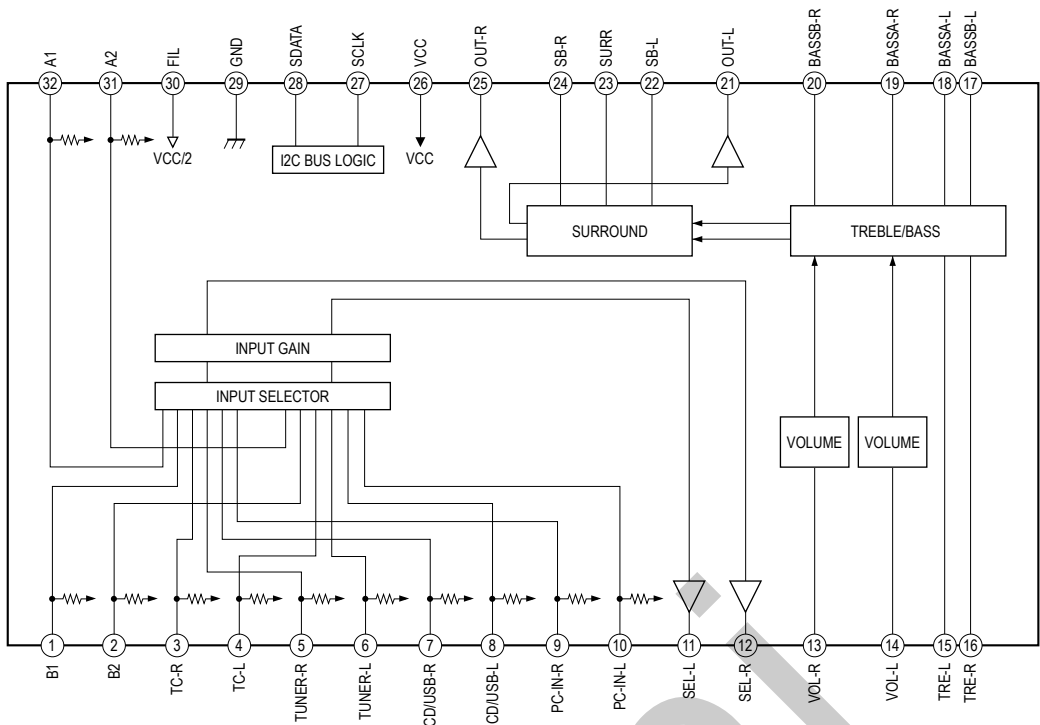 A1
A2
FIL
GND
SDATA
SCLK
VCC
OUT-R
SB-R
SURR
SB-L
OUT-L
BASSB-R
BASSA-R
BASSA-L
BASSB-L
32
31
30
29
28
27
26
25
24
23
22
21
20
19
18
17
VCC/2
I2C BUS LOGIC
VCC
SURROUND
TREBLE/BASS
INPUT GAIN
INPUT SELECTOR
VOLUME
VOLUME
1
2
3
4
5
6
7
8
9
10
11
12
13
14
15
16
B1
B2
TC-R
TC-L
TUNER-R
TUNER-L
CD/USB-R
CD/USB-L
PC-IN-R
PC-IN-L
SEL-L
SEL-R
VOL-R
VOL-L
TRE-L
TRE-R